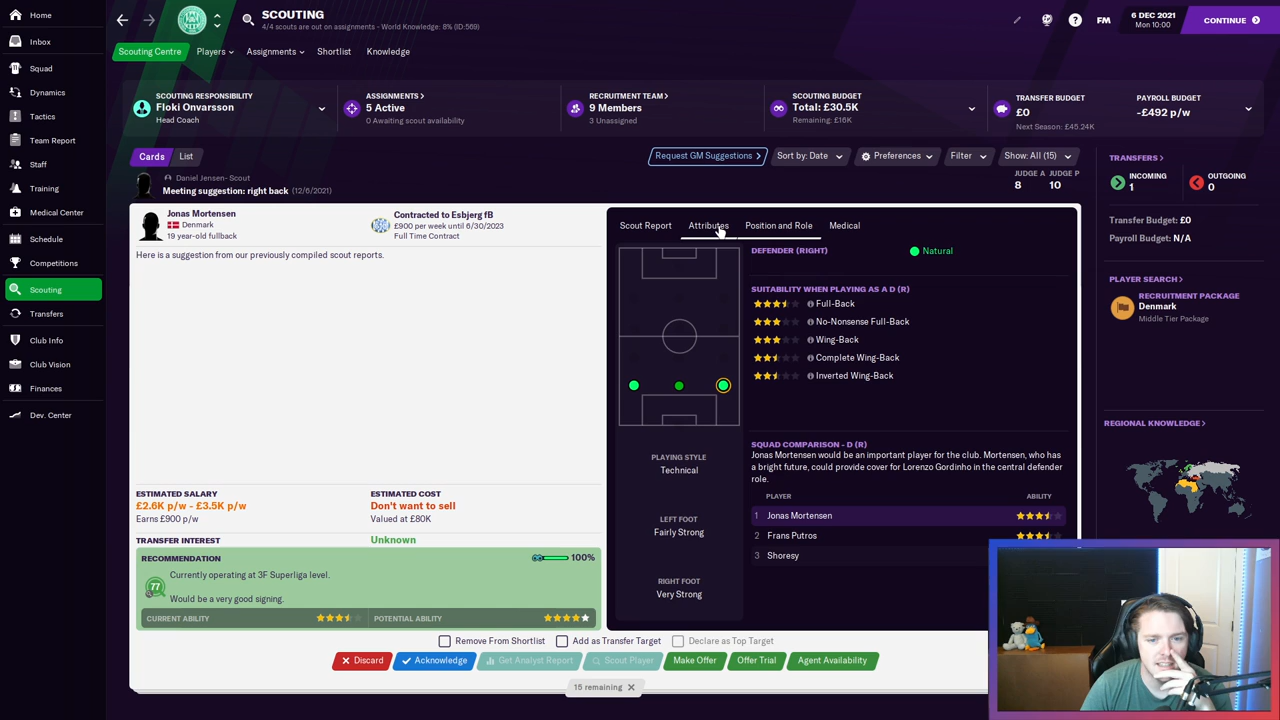 Home
Inbox
Squad
Dynamics
Tactics
Team Report
Staff
Training
Medical Center
Schedule
Competitions
Scouting
Transfers
Club Info
Club Vision
Finances
Dev. Center
SCOUTING
4/4 scouts are out on assignments - World Knowledge: 8% (ID:569)
FM
6 DEC 2021
Mon 10:00
CONTINUE
Scouting Centre
Players
Assignments
Shortlist
Knowledge
SCOUTING RESPONSIBILITY
Floki Onvarsson
Head Coach
ASSIGNMENTS
5 Active
0 Awaiting scout availability
RECRUITMENT TEAM
9 Members
3 Unassigned
SCOUTING BUDGET
Total: £30.5K
Remaining: £16K
TRANSFER BUDGET
£0
Next Season: £45.24K
PAYROLL BUDGET
-£492 p/w
Cards
List
Request GM Suggestions
Sort by: Date
Preferences
Filter
Show: All (15)
Daniel Jensen- Scout
Meeting suggestion: right back (12/6/2021)
JUDGE A
8
JUDGE P
10
Jonas Mortensen
Denmark
19 year-old fullback
Contracted to Esbjerg fB
£900 per week until 6/30/2023
Full Time Contract
Here is a suggestion from our previously compiled scout reports.
ESTIMATED SALARY
£2.6K p/w - £3.5K p/w
Earns £900 p/w
ESTIMATED COST
Don't want to sell
Valued at £80K
TRANSFER INTEREST
Unknown
RECOMMENDATION
100%
77
Currently operating at 3F Superliga level.
Would be a very good signing.
CURRENT ABILITY
POTENTIAL ABILITY
Scout Report
Attributes
Position and Role
Medical
DEFENDER (RIGHT)
Natural
SUITABILITY WHEN PLAYING AS A D (R)
Full-Back
No-Nonsense Full-Back
Wing-Back
Complete Wing-Back
Inverted Wing-Back
PLAYING STYLE
Technical
LEFT FOOT
Fairly Strong
RIGHT FOOT
Very Strong
SQUAD COMPARISON - D (R)
Jonas Mortensen would be an important player for the club. Mortensen, who has
a bright future, could provide cover for Lorenzo Gordinho in the central defender
role.
PLAYER
ABILITY
1 Jonas Mortensen
2 Frans Putros
3 Shoresy
Remove From Shortlist
Add as Transfer Target
Declare as Top Target
Discard
Acknowledge
Get Analyst Report
Scout Player
Make Offer
Offer Trial
Agent Availability
15 remaining
TRANSFERS
INCOMING
1
OUTGOING
0
Transfer Budget: £0
Payroll Budget: N/A
PLAYER SEARCH
RECRUITMENT PACKAGE
Denmark
Middle Tier Package
REGIONAL KNOWLEDGE